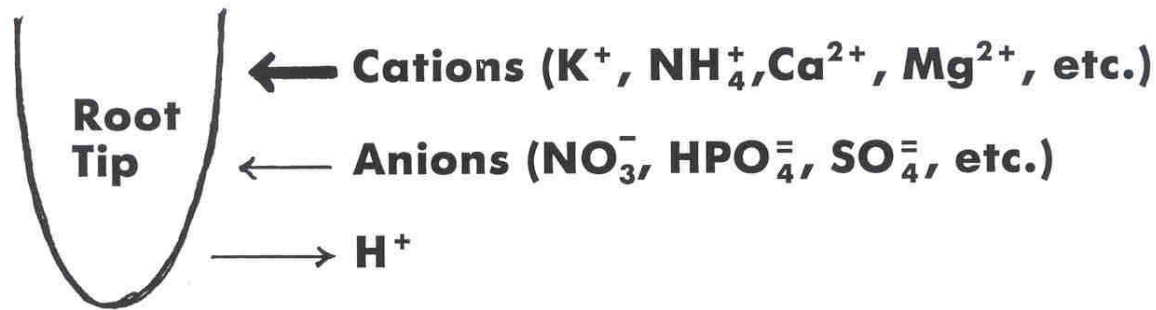 Root
Tip
Cations (K⁺, NH₄⁺, Ca²⁺, Mg²⁺, etc.)
Anions (NO₃⁻, HPO₄⁼, SO₄⁼, etc.)
H⁺